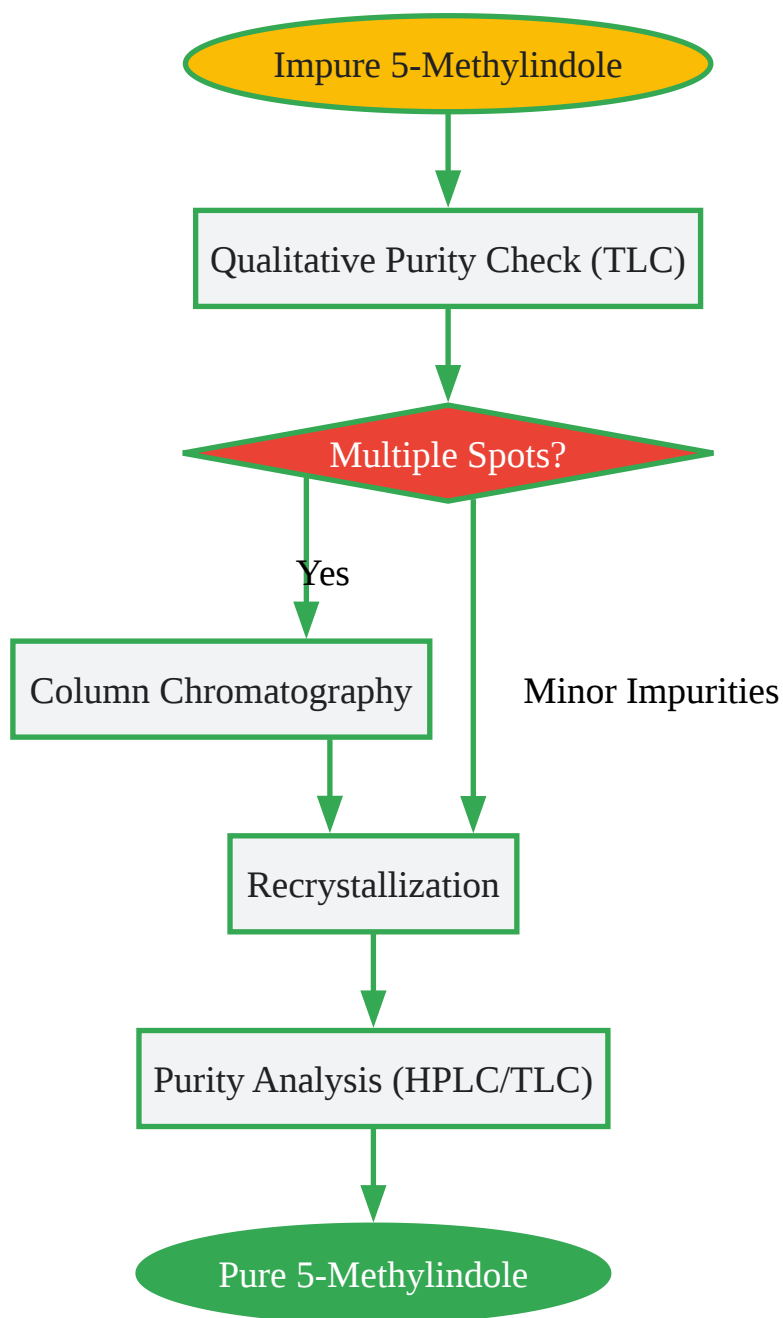 Impure 5-Methylindole
Qualitative Purity Check (TLC)
Multiple Spots?
Yes
Column Chromatography
Minor Impurities
Recrystallization
Purity Analysis (HPLC/TLC)
Pure 5-Methylindole